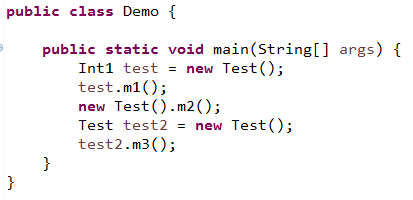 public class Demo {
public static void main(String[] args) {
Int1 test = new Test();
test.m1();
new Test().m2();
Test test2 = new Test();
test2.m3();
}
}